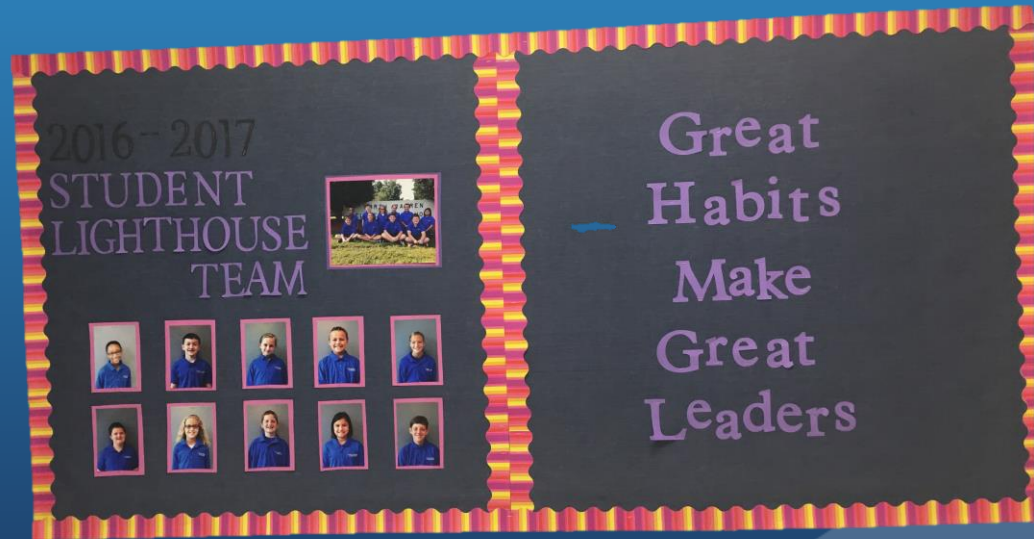 2016-2017
STUDENT
LIGHTHOUSE
TEAM
Great
Habits
Make
Great
Leaders